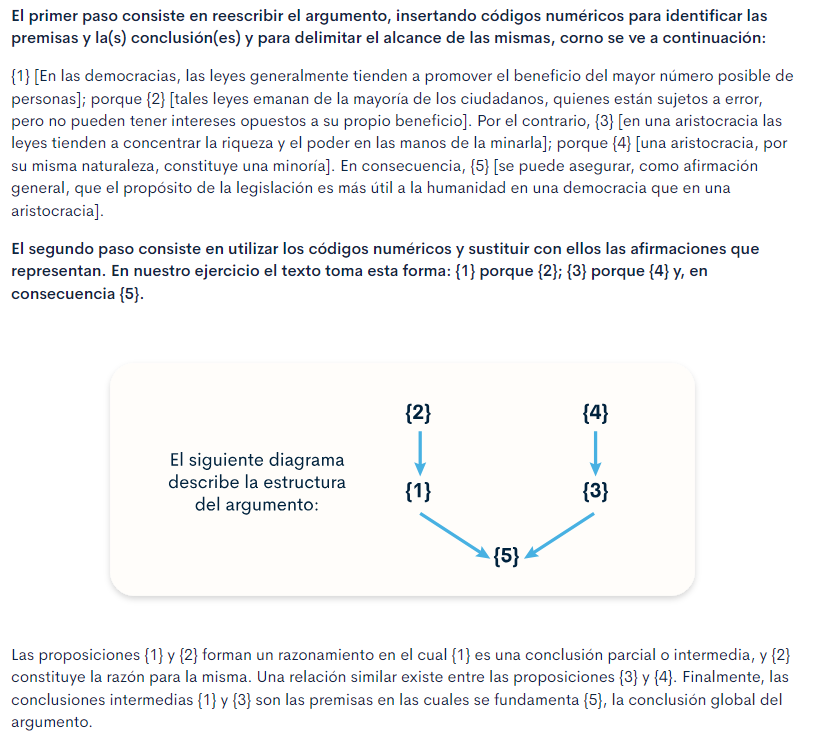 El primer paso consiste en reescribir el argumento, insertando códigos numéricos para identificar las
premisas y la(s) conclusión(es) y para delimitar el alcance de las mismas, corno se ve a continuación:
{1} [En las democracias, las leyes generalmente tienden a promover el beneficio del mayor número posible de
personas]; porque {2} [tales leyes emanan de la mayoría de los ciudadanos, quienes están sujetos a error,
pero no pueden tener intereses opuestos a su propio beneficio]. Por el contrario, {3} [en una aristocracia las
leyes tienden a concentrar la riqueza y el poder en las manos de la minarla]; porque {4} [una aristocracia, por
su misma naturaleza, constituye una minoría]. En consecuencia, {5} [se puede asegurar, como afirmación
general, que el propósito de la legislación es más útil a la humanidad en una democracia que en una
aristocracia].
El segundo paso consiste en utilizar los códigos numéricos y sustituir con ellos las afirmaciones que
representan. En nuestro ejercicio el texto toma esta forma: {1} porque {2}; {3} porque {4} y, en
consecuencia {5}.
El siguiente diagrama
describe la estructura
del argumento:
{2} {4}
{1} {3}
{5}
Las proposiciones {1} y {2} forman un razonamiento en el cual {1} es una conclusión parcial o intermedia, y {2}
constituye la razón para la misma. Una relación similar existe entre las proposiciones {3} y {4}. Finalmente, las
conclusiones intermedias {1} y {3} son las premisas en las cuales se fundamenta {5}, la conclusión global del
argumento.